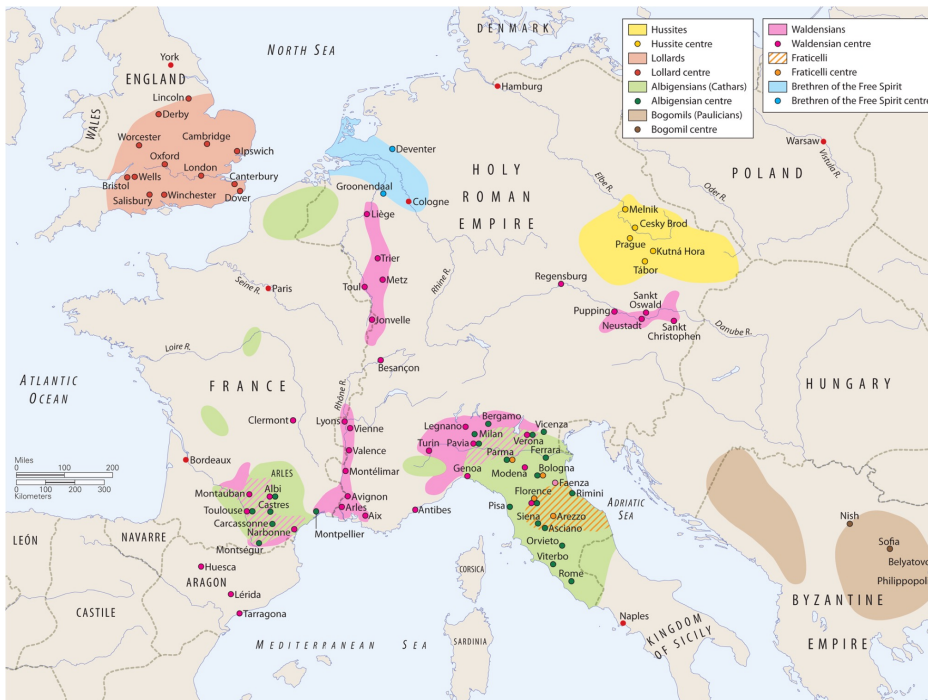 DENMARK
NORTH SEA
York
ENGLAND
Lincoln
Derby
WALES
Worcester
Cambridge
Ipswich
Oxford
London
Wells
Canterbury
Bristol
Salisbury
Winchester
Dover
Hussites
Hussite centre
Lollards
Lollard centre
Albigensians (Cathars)
Albigensian centre
Bogomils (Paulicians)
Bogomil centre
Waldensians
Waldensian centre
Fraticelli
Fraticelli centre
Brethren of the Free Spirit
Brethren of the Free Spirit centre
Hamburg
Warsaw
Vistula R.
POLAND
Elbe R.
Oder R.
Deventer
HOLY
ROMAN
EMPIRE
Groonendaal
Cologne
Liège
Melnik
Cesky Brod
Prague
Kutná Hora
Tábor
Trier
Metz
Toul
Rhine R.
Regensburg
Seine R.
Paris
Jonvelle
Pupping
Sankt
Oswald
Neustadt
Sankt
Christophen
Danube R.
Loire R.
Besançon
ATLANTIC
OCEAN
FRANCE
HUNGARY
Rhône R.
Clermont
Lyons
Vienne
Legnano
Bergamo
Milan
Vicenza
Turin
Pavia
Verona
Valence
Parma
Ferrara
Miles
0 100 200
0 100 200 300
Kilometers
Bordeaux
Montélimar
Genoa
Modena
Bologna
ARLES
Faenza
Montauban
Albi
Avignon
Florence
Rimini
Castres
Arles
Antibes
Pisa
ADRIATIC
SEA
Toulouse
Aix
Siena
Arezzo
Carcassonne
Asciano
Narbonne
Montpellier
Orvieto
Montségur
Viterbo
Nish
LEÓN
NAVARRE
Sofia
Belyatovo
Huesca
CORSICA
Rome
Philippopolis
ARAGON
Lérida
BYZANTINE
CASTILE
Tarragona
Naples
KINGDOM
OF SICILY
MEDITERRANEAN SEA
SARDINIA
EMPIRE